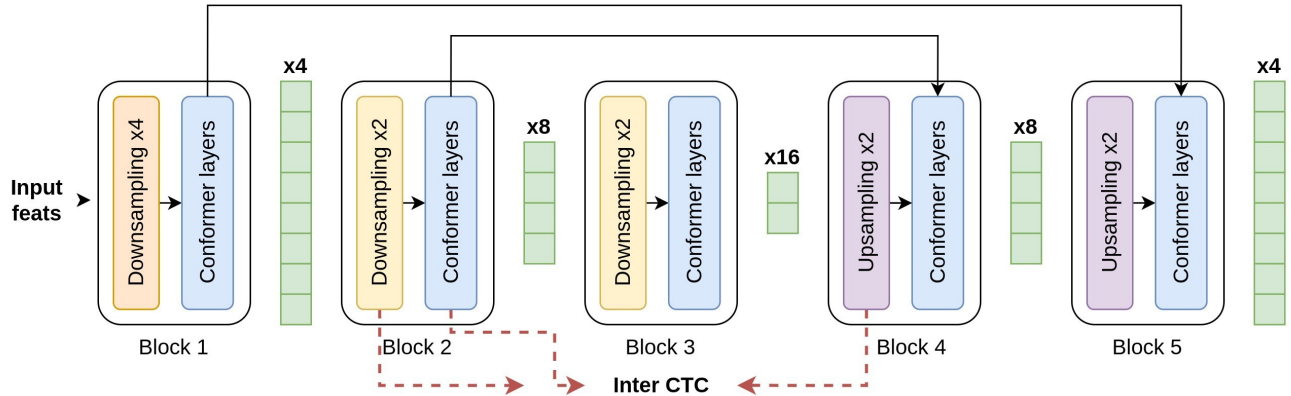 Input
feats
Downsampling x4
Conformer layers
Block 1
x4
Downsampling x2
Conformer layers
Block 2
x8
Downsampling x2
Conformer layers
Block 3
x16
Upsampling x2
Conformer layers
Block 4
x8
Upsampling x2
Conformer layers
Block 5
x4
Inter CTC